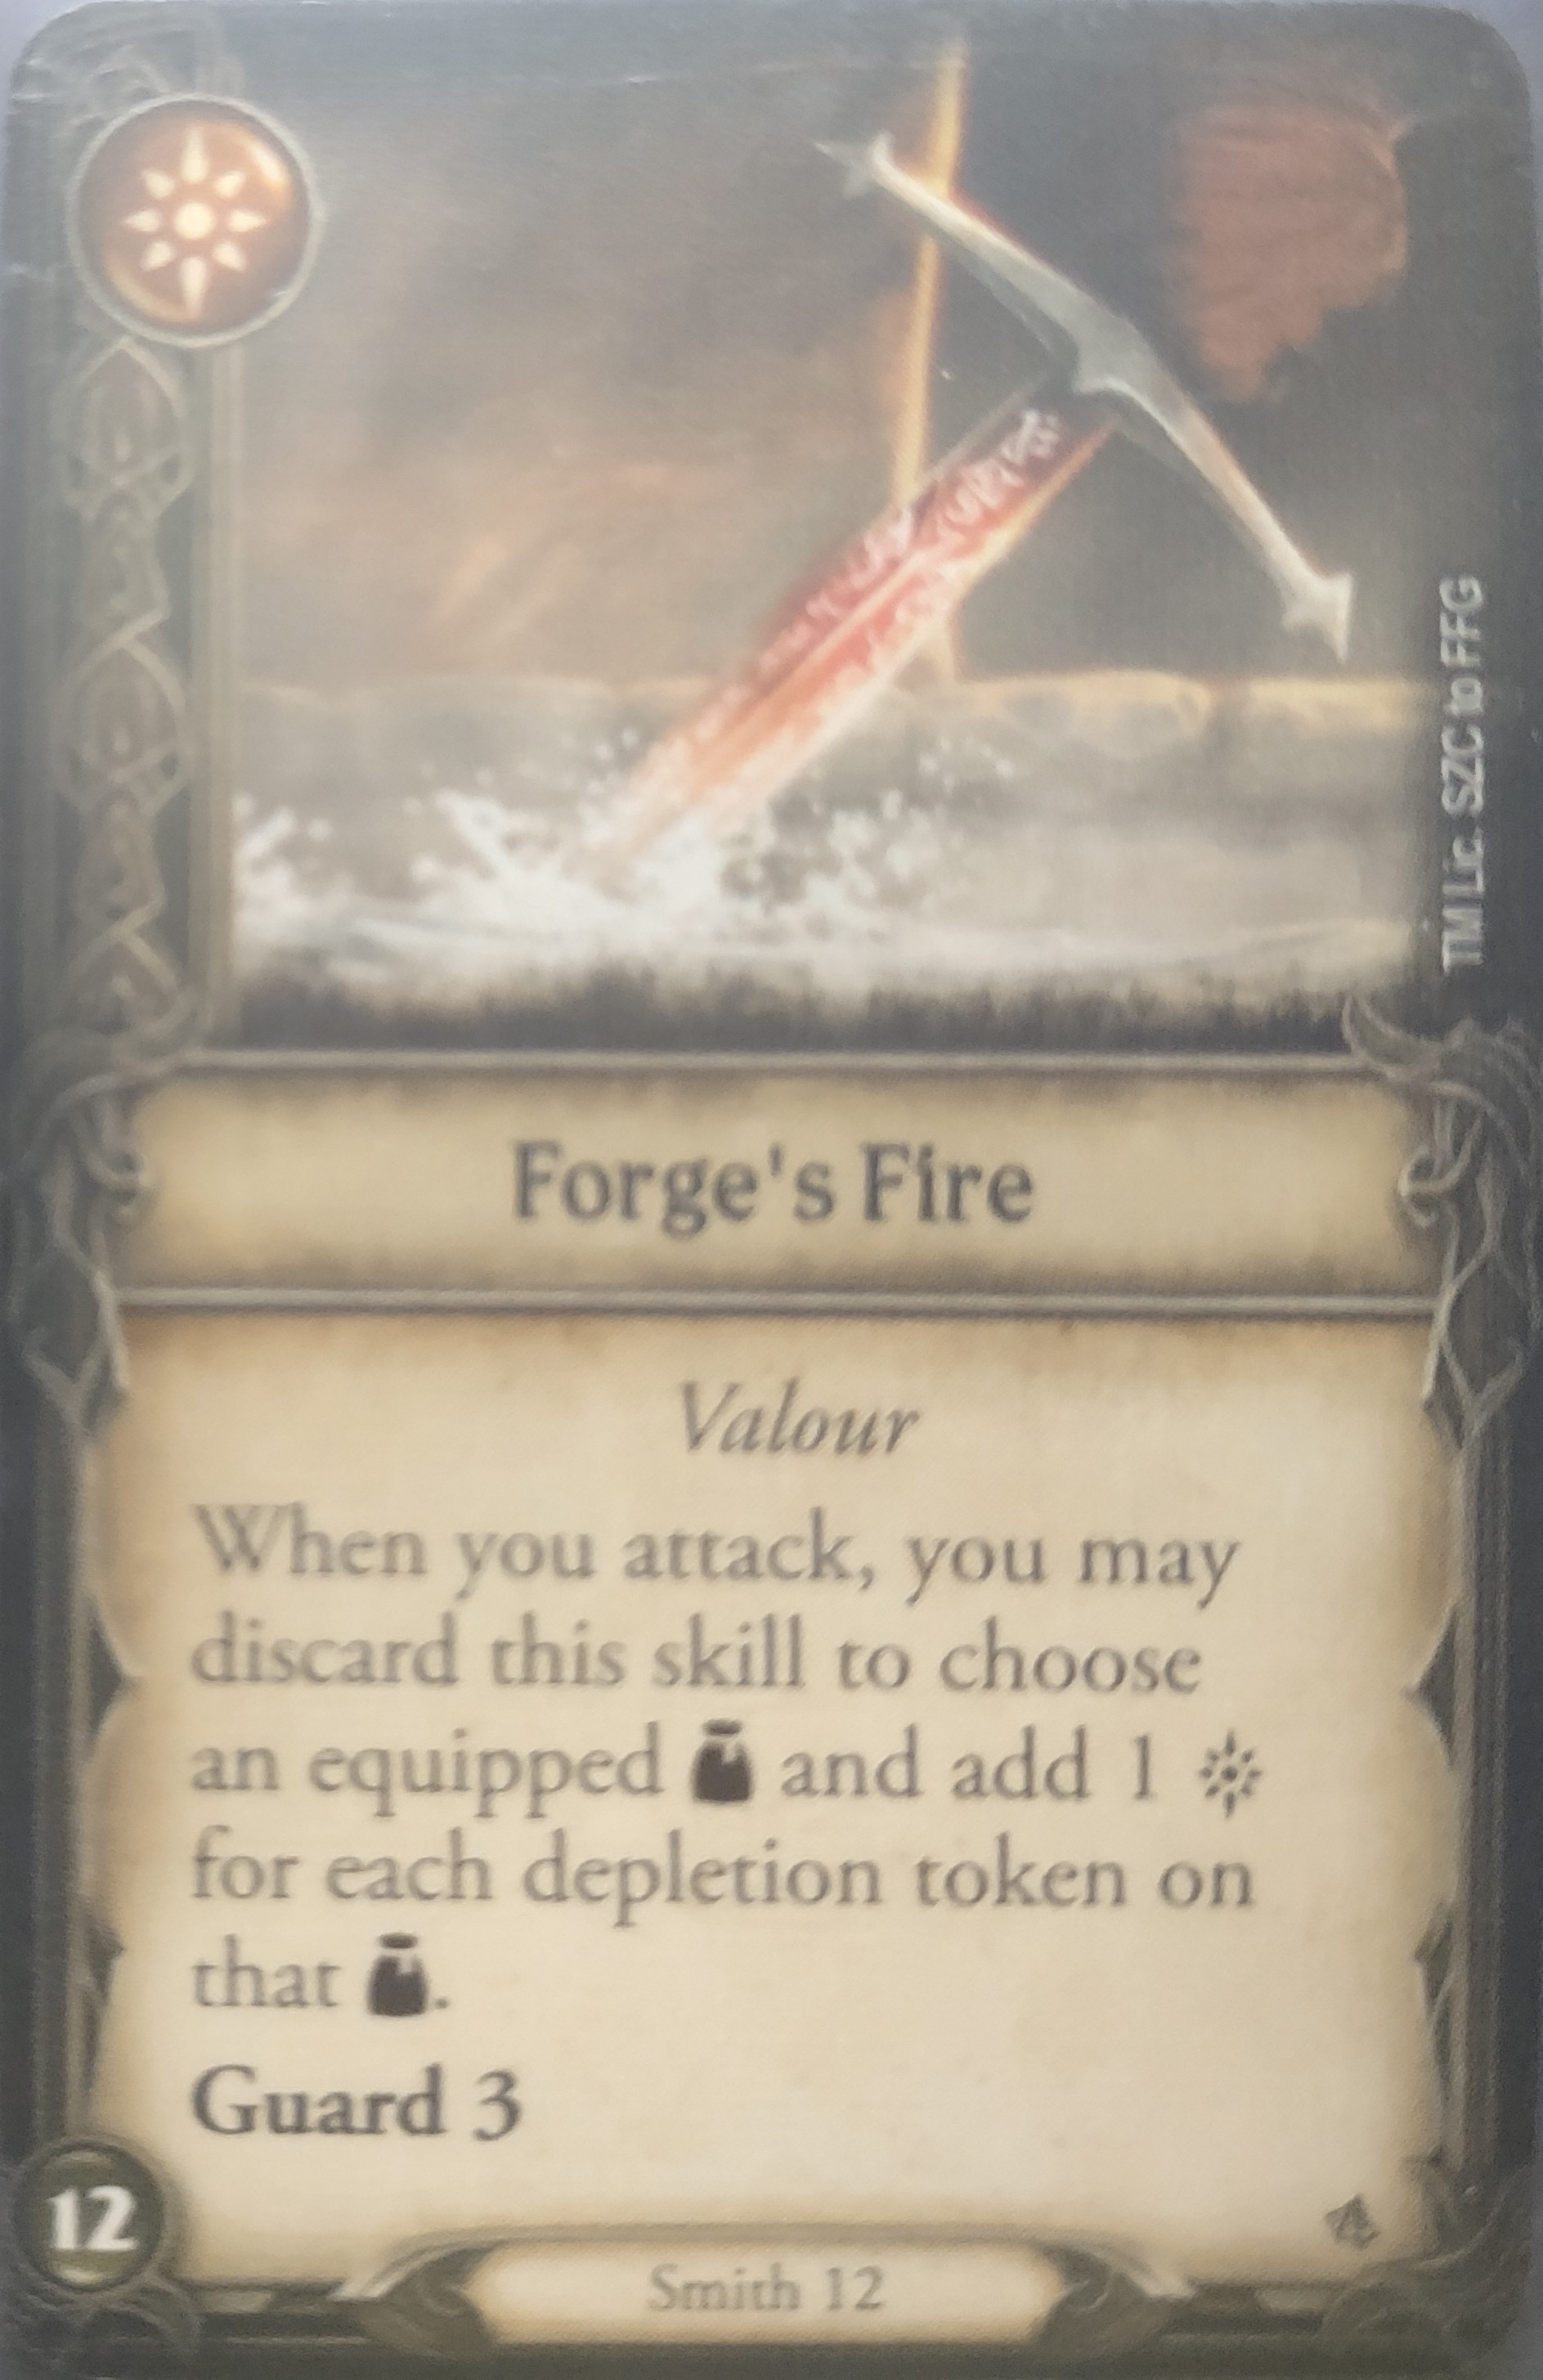 TM Lic. SZC to FFG
Forge's Fire
Valour
When you attack, you may
discard this skill to choose
an equipped and add 1
for each depletion token on
that .
Guard 3
12
Smith 12